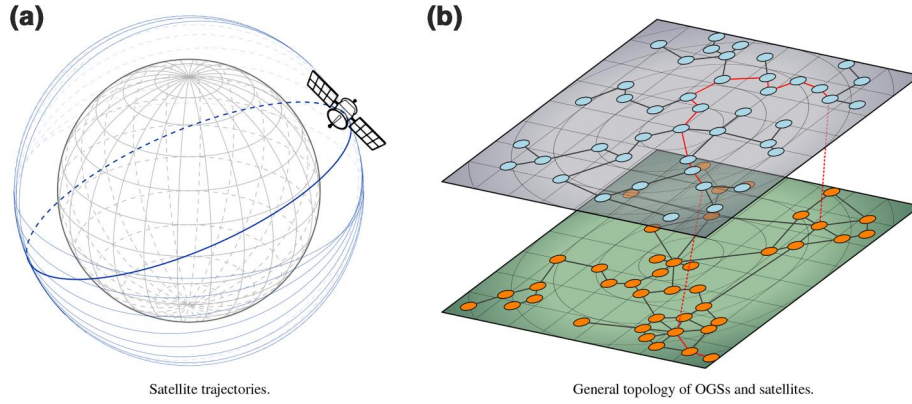 (a)
(b)
Satellite trajectories.
General topology of OGSs and satellites.